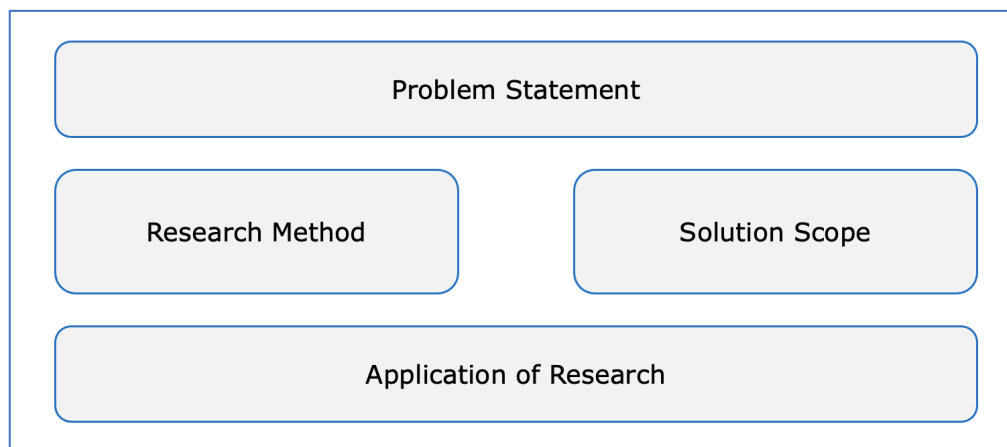 Problem Statement
Research Method
Solution Scope
Application of Research